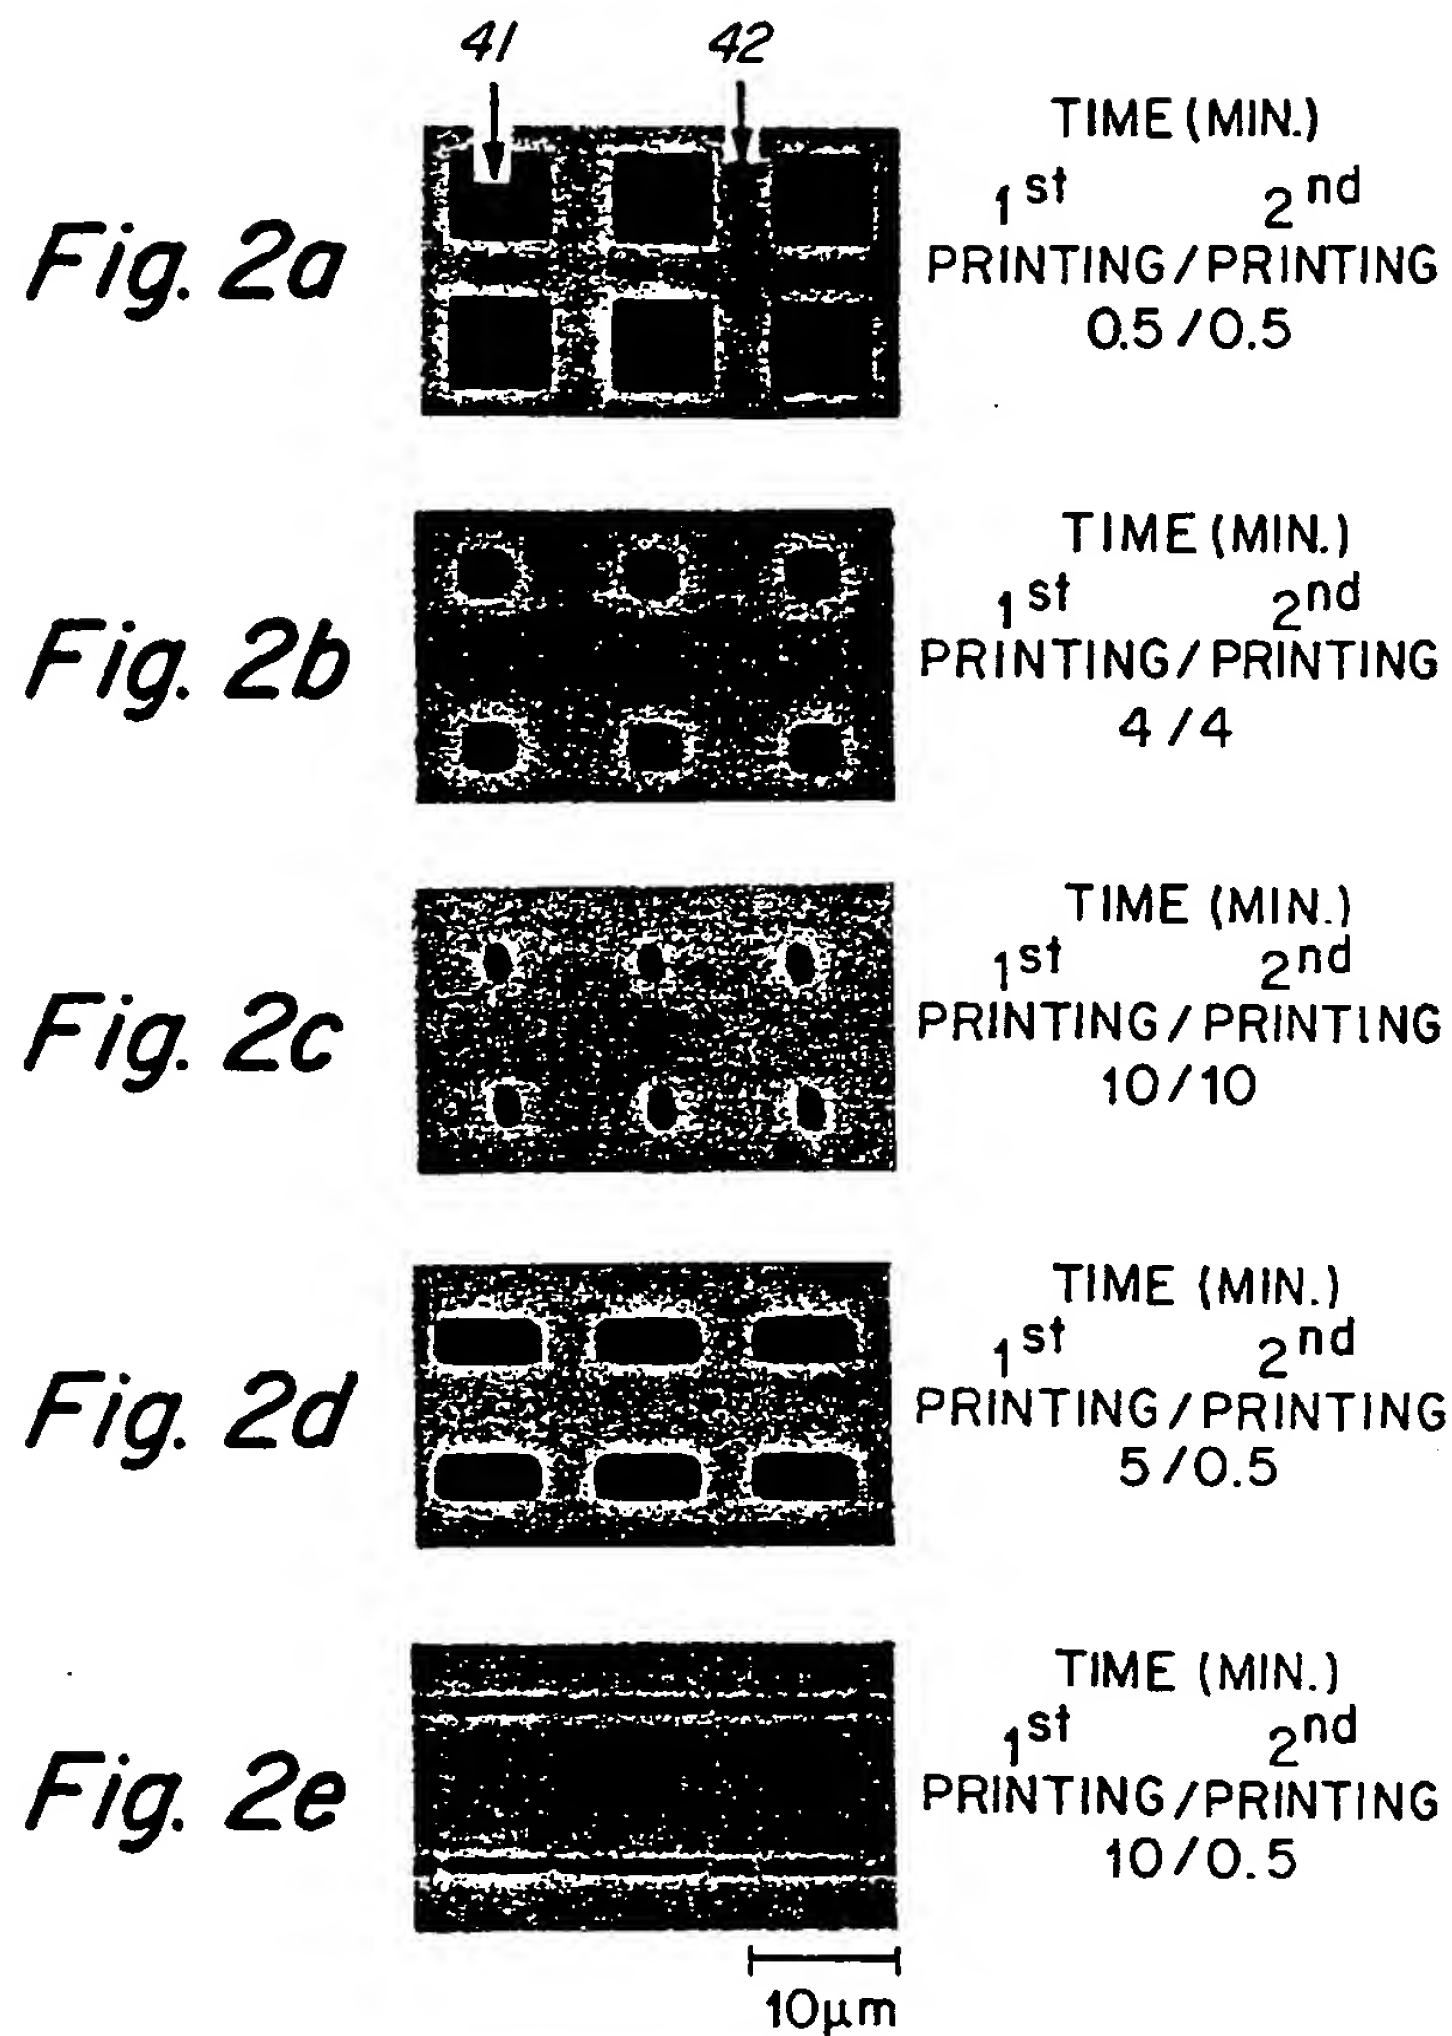 41 42
Fig. 2a
TIME (MIN.)
1st 2nd
PRINTING/PRINTING
0.5/0.5
Fig. 2b
TIME (MIN.)
1st 2nd
PRINTING/PRINTING
4/4
Fig. 2c
TIME (MIN.)
1st 2nd
PRINTING/PRINTING
10/10
Fig. 2d
TIME (MIN.)
1st 2nd
PRINTING/PRINTING
5/0.5
Fig. 2e
TIME (MIN.)
1st 2nd
PRINTING/PRINTING
10/0.5
10μm